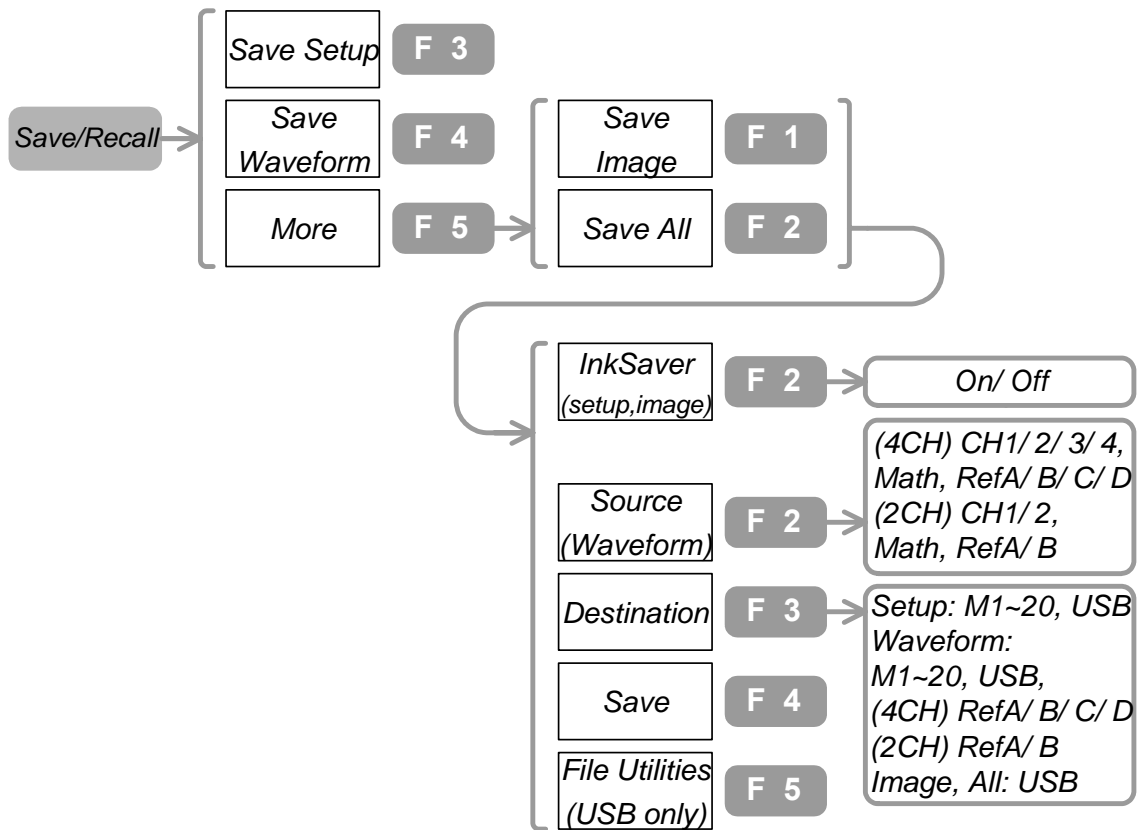 Save/Recall
Save Setup
F 3
Save
Waveform
F 4
More
F 5
Save
Image
F 1
Save All
F 2
InkSaver
(setup,image)
F 2
On/ Off
Source
(Waveform)
F 2
(4CH) CH1/ 2/ 3/ 4,
Math, RefA/ B/ C/ D
(2CH) CH1/ 2,
Math, RefA/ B
Destination
F 3
Setup: M1~20, USB
Waveform:
M1~20, USB,
(4CH) RefA/ B/ C/ D
(2CH) RefA/ B
Image, All: USB
Save
F 4
File Utilities
(USB only)
F 5